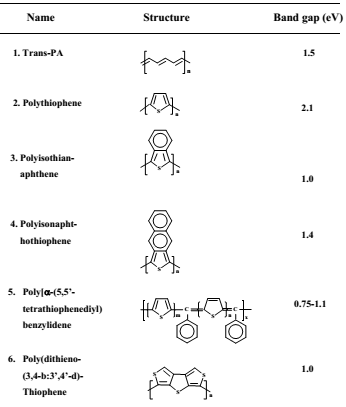 Name Structure Band gap (eV)
1. Trans-PA 1.5
n
2. Polythiophene 2.1
S n
3. Polyisothian-
aphthene 1.0
S n
4. Polyisonapht-
hothiophene 1.4
S n
5. Poly[α-(5,5’-
tetrathiophenediyl)
benzylidene 0.75-1.1
S m C S n C x
6. Poly(dithieno-
(3,4-b:3’,4’-d)-
Thiophene 1.0
S S S n